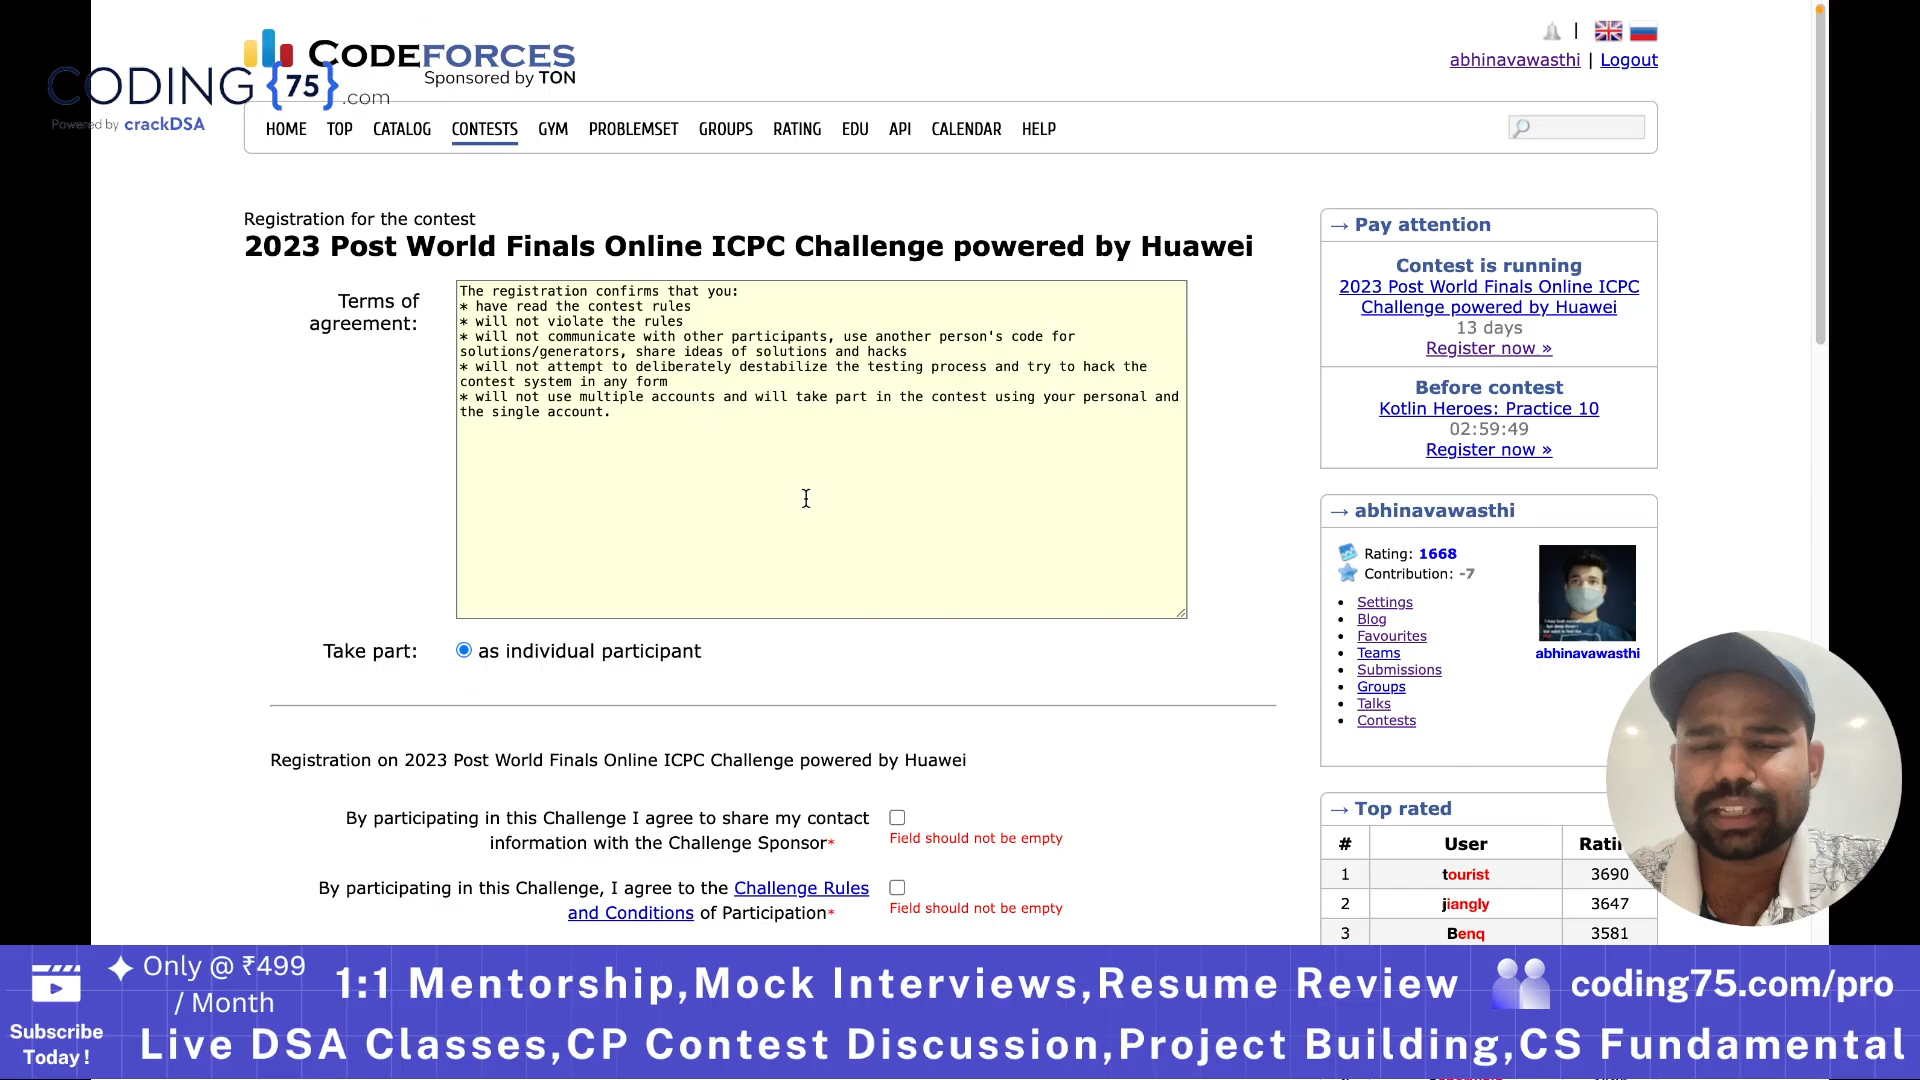 CODEFORCES
Sponsored by TON
CODING {75} .com
Powered by crackDSA
abhinavawasthi | Logout
HOME TOP CATALOG CONTESTS GYM PROBLEMSET GROUPS RATING EDU API CALENDAR HELP
Registration for the contest
2023 Post World Finals Online ICPC Challenge powered by Huawei
Terms of
agreement:
The registration confirms that you:
* have read the contest rules
* will not violate the rules
* will not communicate with other participants, use another person's code for
solutions/generators, share ideas of solutions and hacks
* will not attempt to deliberately destabilize the testing process and try to hack the
contest system in any form
* will not use multiple accounts and will take part in the contest using your personal and
the single account.
Take part:
as individual participant
Registration on 2023 Post World Finals Online ICPC Challenge powered by Huawei
By participating in this Challenge I agree to share my contact
information with the Challenge Sponsor*
Field should not be empty
By participating in this Challenge, I agree to the Challenge Rules
and Conditions of Participation*
Field should not be empty
→ Pay attention
Contest is running
2023 Post World Finals Online ICPC
Challenge powered by Huawei
13 days
Register now »
Before contest
Kotlin Heroes: Practice 10
02:59:49
Register now »
→ abhinavawasthi
Rating: 1668
Contribution: -7
Settings
Blog
Favourites
Teams
Submissions
Groups
Talks
Contests
abhinavawasthi
→ Top rated
# User
1 tourist 3690
2 jiangly 3647
3 Benq 3581
Subscribe
Today !
Only @ ₹499
/ Month
1:1 Mentorship,Mock Interviews,Resume Review
coding75.com/pro
Live DSA Classes,CP Contest Discussion,Project Building,CS Fundamental